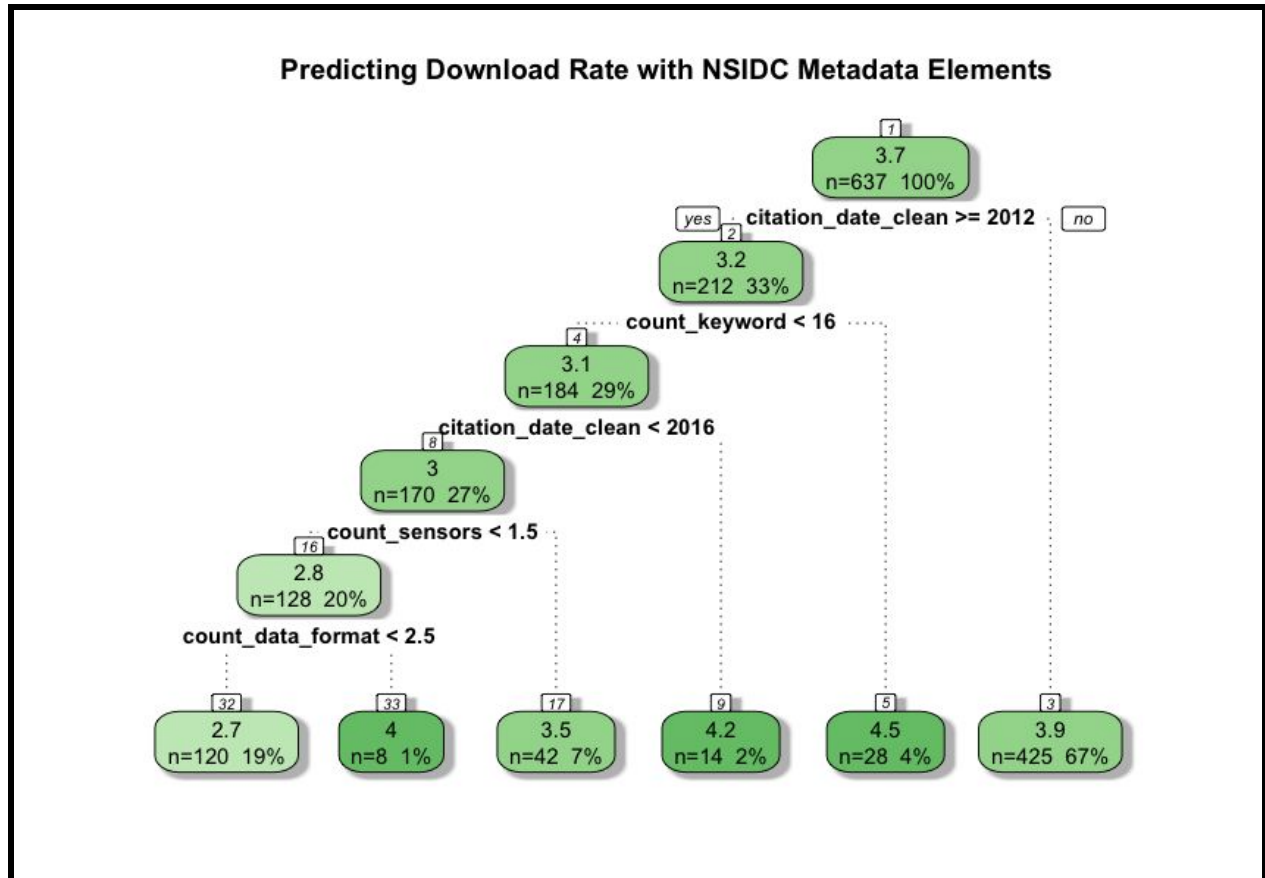 Predicting Download Rate with NSIDC Metadata Elements
1
3.7
n=637 100%
yes citation_date_clean >= 2012 no
2
3.2
n=212 33%
count_keyword < 16
4
3.1
n=184 29%
citation_date_clean < 2016
8
3
n=170 27%
count_sensors < 1.5
16
2.8
n=128 20%
count_data_format < 2.5
32
2.7
n=120 19%
33
4
n=8 1%
17
3.5
n=42 7%
9
4.2
n=14 2%
5
4.5
n=28 4%
3
3.9
n=425 67%